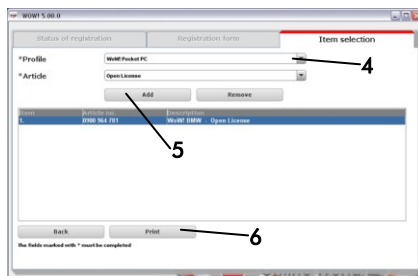 WOW! 5.00.0
Status of registration Registration form Item selection
*Profile WoW! Pocket PC 4
*Article Open License
Add Remove
5
Item Article no. Description
1. 0900 964 701 WoW! BMW - Open License
Back Print 6
The fields marked with * must be completed